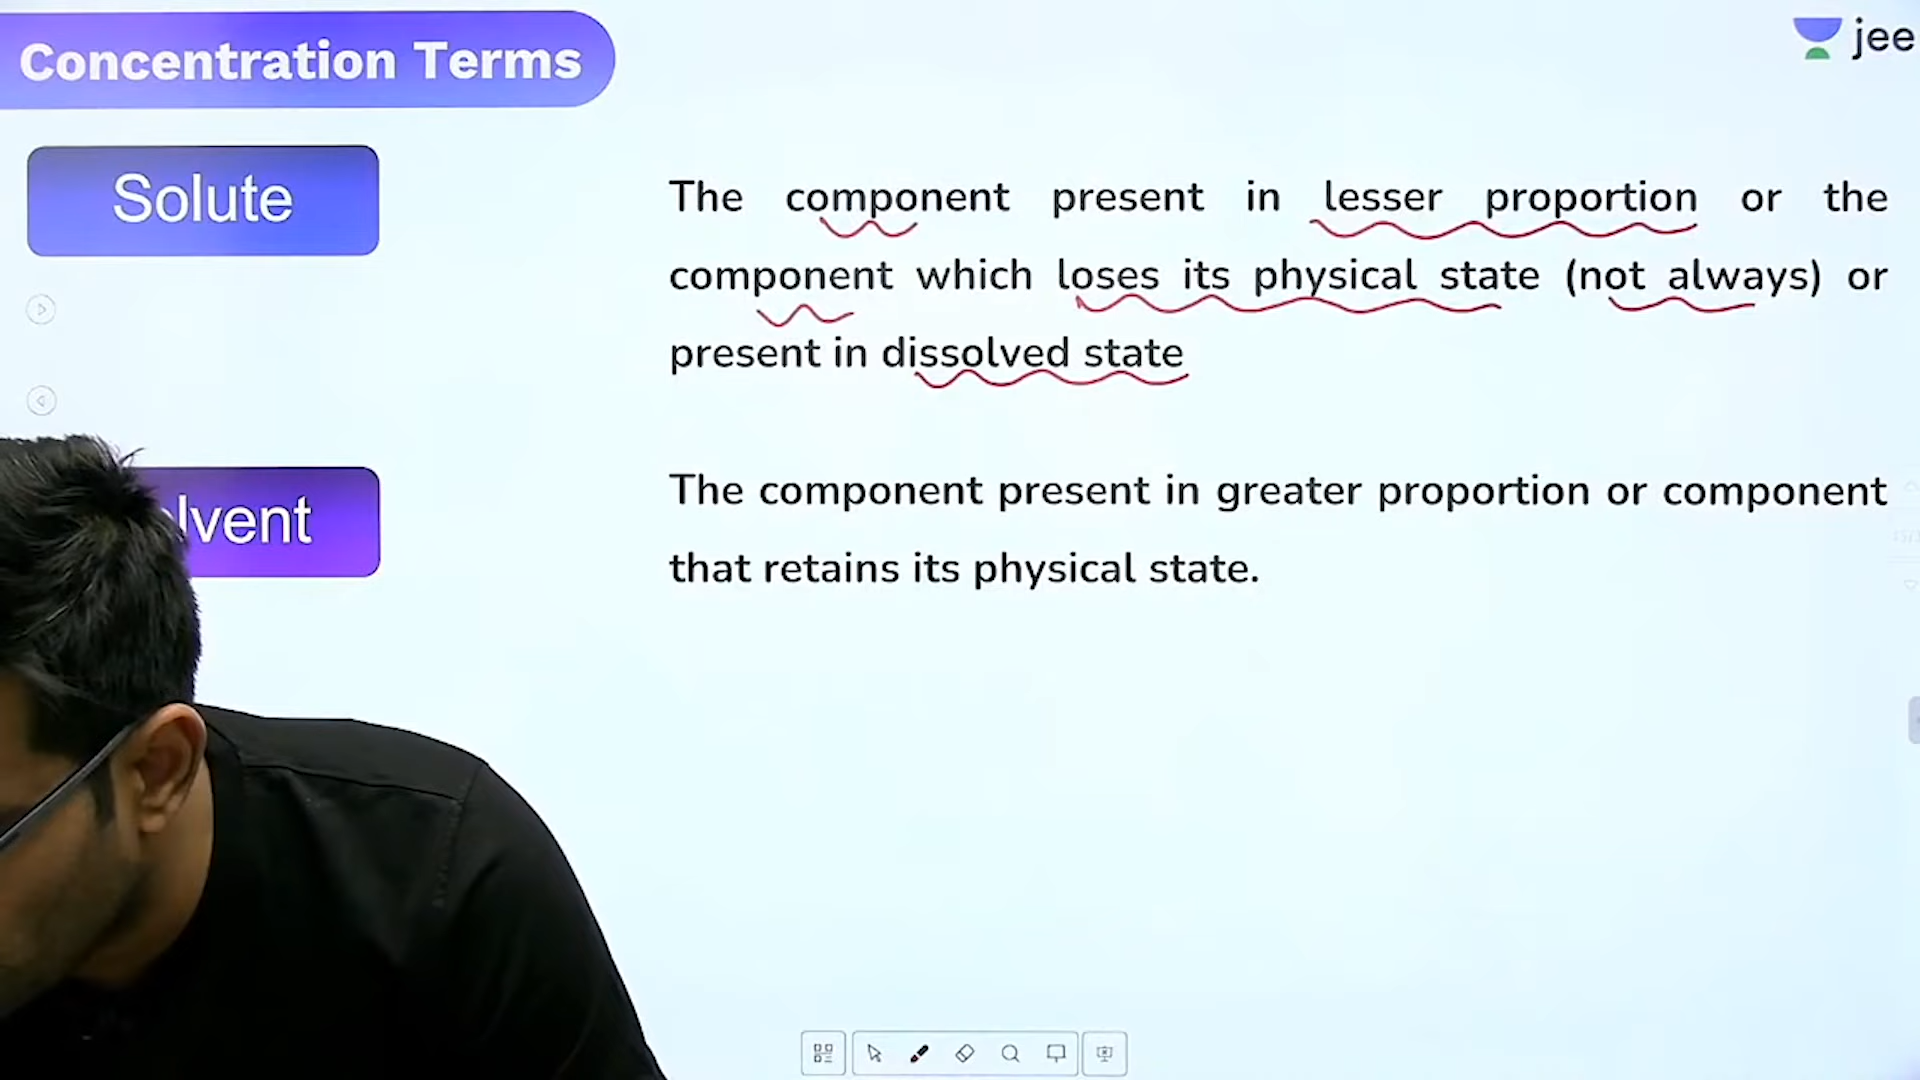 Concentration Terms
jee
Solute
The component present in lesser proportion or the
component which loses its physical state (not always) or
present in dissolved state
lvent
The component present in greater proportion or component
that retains its physical state.